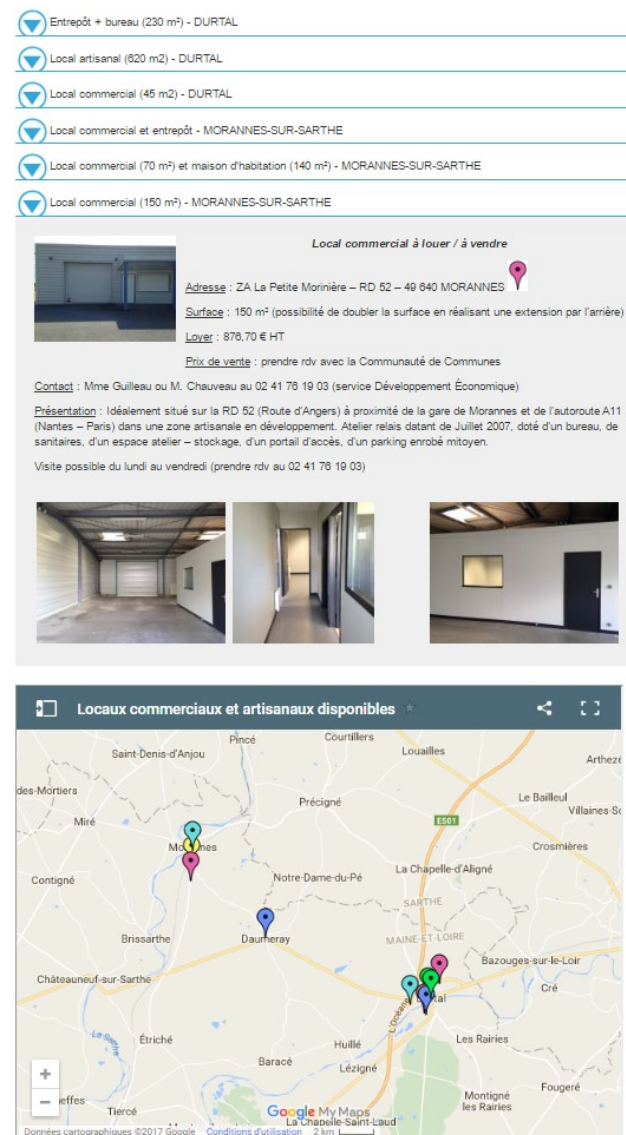 Entrepôt + bureau (230 m²) - DURTAL
Local artisanal (620 m2) - DURTAL
Local commercial (45 m2) - DURTAL
Local commercial et entrepôt - MORANNES-SUR-SARTHE
Local commercial (70 m²) et maison d'habitation (140 m²) - MORANNES-SUR-SARTHE
Local commercial (150 m²) - MORANNES-SUR-SARTHE
Local commercial à louer / à vendre
Adresse : ZA La Petite Morinière – RD 52 – 49 640 MORANNES
Surface : 150 m² (possibilité de doubler la surface en réalisant une extension par l'arrière)
Loyer : 876,70 € HT
Prix de vente : prendre rdv avec la Communauté de Communes
Contact : Mme Guilleau ou M. Chauveau au 02 41 76 19 03 (service Développement Économique)
Présentation : Idéalement situé sur la RD 52 (Route d'Angers) à proximité de la gare de Morannes et de l'autoroute A11
(Nantes – Paris) dans une zone artisanale en développement. Atelier relais datant de Juillet 2007, doté d'un bureau, de
sanitaires, d'un espace atelier – stockage, d'un portail d'accès, d'un parking enrobé mitoyen.
Visite possible du lundi au vendredi (prendre rdv au 02 41 76 19 03)
Locaux commerciaux et artisanaux disponibles
Pincé
Courtillers
Saint-Denis-d'Anjou
Louailles
Arthezé
des-Mortiers
Précigné
Le Bailleul
Villaines-So
Miré
E501
Mo nnes
Crosmières
Contigné
Notre-Dame-du-Pé
La Chapelle-d'Aligné
SARTHE
Brissarthe
Daumeray
MAINE-ET-LOIRE
Bazouges-sur-le-Loir
Châteauneuf-sur-Sarthe
Cré
L'Océane
tal
La Sarthe
Étriché
Huillé
Les Rairies
Baracé
Lézigné
+
Fougeré
Montigné
les Rairies
−
effes
Tiercé
Google My Maps
La Chapelle-Saint-Laud
Données cartographiques ©2017 Google Conditions d'utilisation 2 km